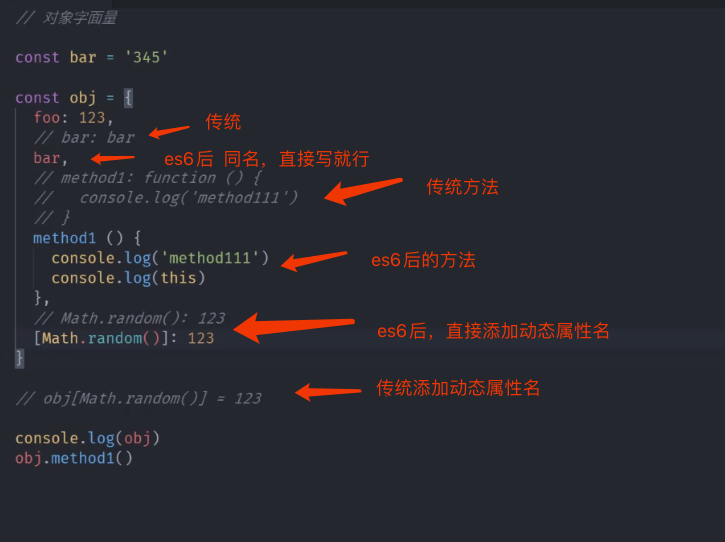 // 对象字面量
const bar = '345'
const obj = {
foo: 123,
传统
// bar: bar
bar,
es6后 同名，直接写就行
// method1: function () {
//   console.log('method111')
传统方法
// }
method1 () {
console.log('method111')
es6后的方法
console.log(this)
},
// Math.random(): 123
es6后，直接添加动态属性名
[Math.random()]: 123
}
传统添加动态属性名
// obj[Math.random()] = 123
console.log(obj)
obj.method1()